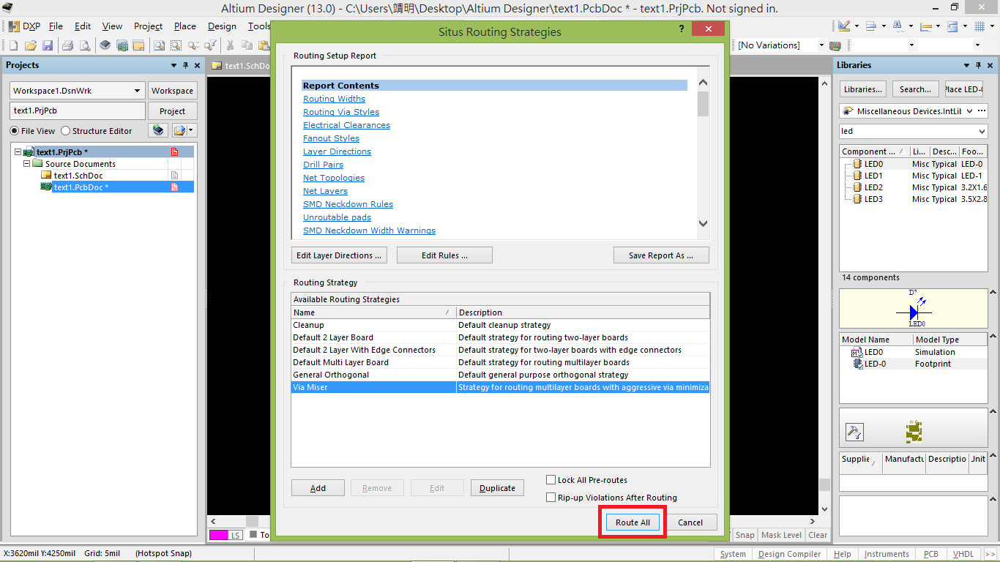 Altium Designer (13.0) - C:\Users\靖明\Desktop\Altium Designer\text1.PcbDoc * - text1.PrjPcb. Not signed in.
DXP File Edit View Project Place Design Tools
[No Variations]
Projects
Workspace1.DsnWrk Workspace
text1.PrjPcb Project
File View Structure Editor
text1.PrjPcb *
Source Documents
text1.SchDoc
text1.PcbDoc *
text1.SchDo
Situs Routing Strategies
?
Routing Setup Report
Report Contents
Routing Widths
Routing Via Styles
Electrical Clearances
Fanout Styles
Layer Directions
Drill Pairs
Net Topologies
Net Layers
SMD Neckdown Rules
Unroutable pads
SMD Neckdown Width Warnings
Edit Layer Directions ... Edit Rules ... Save Report As ...
Routing Strategy
Available Routing Strategies
Name Description
Cleanup Default cleanup strategy
Default 2 Layer Board Default strategy for routing two-layer boards
Default 2 Layer With Edge Connectors Default strategy for two-layer boards with edge connectors
Default Multi Layer Board Default strategy for routing multilayer boards
General Orthogonal Default general purpose orthogonal strategy
Via Miser Strategy for routing multilayer boards with aggressive via minimiza
Add Remove Edit Duplicate
Lock All Pre-routes
Rip-up Violations After Routing
Route All Cancel
LS To
Snap Mask Level Clear
Libraries
Libraries... Search... Place LED-
Miscellaneous Devices.IntLib ...
led
Component ... Li... Desc... Foo...
LED0 Misc Typical LED-0
LED1 Misc Typical LED-1
LED2 Misc Typical 3.2X1.6
LED3 Misc Typical 3.5X2.8
14 components
D?
LED0
Model Name Model Type
LED0 Simulation
LED-0 Footprint
Supplie Manufactu Descriptio Unit
X:3620mil Y:4250mil Grid: 5mil (Hotspot Snap)
System Design Compiler Help Instruments PCB VHDL >>